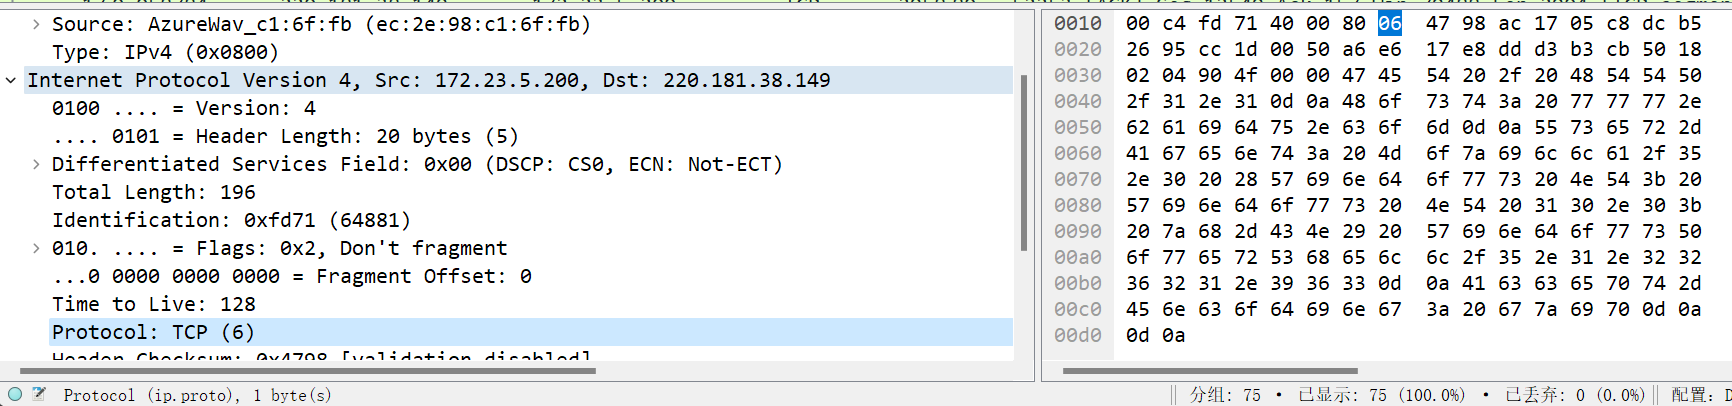 Source: AzureWav_c1:6f:fb (ec:2e:98:c1:6f:fb)
Type: IPv4 (0x0800)
Internet Protocol Version 4, Src: 172.23.5.200, Dst: 220.181.38.149
0100 .... = Version: 4
.... 0101 = Header Length: 20 bytes (5)
Differentiated Services Field: 0x00 (DSCP: CS0, ECN: Not-ECT)
Total Length: 196
Identification: 0xfd71 (64881)
010. .... = Flags: 0x2, Don't fragment
...0 0000 0000 0000 = Fragment Offset: 0
Time to Live: 128
Protocol: TCP (6)
Header Checksum: 0x4798 [validation disabled]
0010 00 c4 fd 71 40 00 80 06 47 98 ac 17 05 c8 dc b5
0020 26 95 cc 1d 00 50 a6 e6 17 e8 dd d3 b3 cb 50 18
0030 02 04 90 4f 00 00 47 45 54 20 2f 20 48 54 54 50
0040 2f 31 2e 31 0d 0a 48 6f 73 74 3a 20 77 77 77 2e
0050 62 61 69 64 75 2e 63 6f 6d 0d 0a 55 73 65 72 2d
0060 41 67 65 6e 74 3a 20 4d 6f 7a 69 6c 6c 61 2f 35
0070 2e 30 20 28 57 69 6e 64 6f 77 73 20 4e 54 3b 20
0080 57 69 6e 64 6f 77 73 20 4e 54 20 31 30 2e 30 3b
0090 20 7a 68 2d 43 4e 29 20 57 69 6e 64 6f 77 73 50
00a0 6f 77 65 72 53 68 65 6c 6c 2f 35 2e 31 2e 32 32
00b0 36 32 31 2e 39 36 33 0d 0a 41 63 63 65 70 74 2d
00c0 45 6e 63 6f 64 69 6e 67 3a 20 67 7a 69 70 0d 0a
00d0 0d 0a
Protocol (ip.proto), 1 byte(s)
分组: 75 · 已显示: 75 (100.0%) · 已丢弃: 0 (0.0%)
配置: D